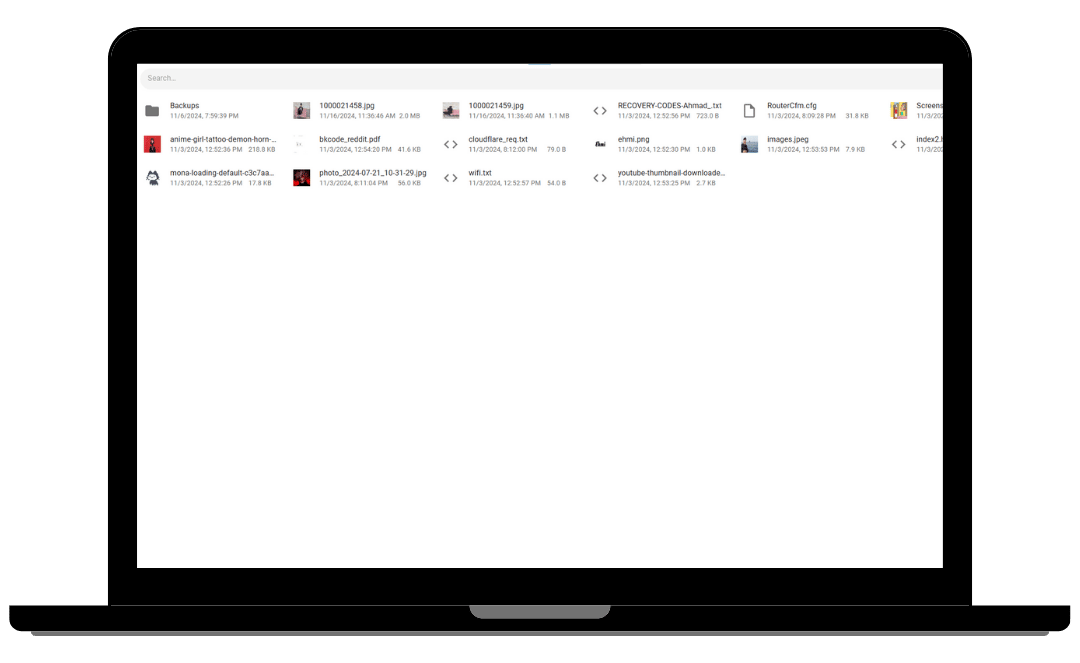 Search...
Backups
11/6/2024, 7:59:39 PM
1000021458.jpg
11/16/2024, 11:36:46 AM 2.0 MB
1000021459.jpg
11/16/2024, 11:36:40 AM 1.1 MB
RECOVERY-CODES-Ahmad_.txt
11/3/2024, 12:52:56 PM 723.0 B
RouterCfm.cfg
11/3/2024, 8:09:28 PM 31.8 KB
Screens
11/3/202
anime-girl-tattoo-demon-horn-...
11/3/2024, 12:52:36 PM 218.8 KB
bkcode_reddit.pdf
11/3/2024, 12:54:20 PM 41.6 KB
cloudflare_req.txt
11/3/2024, 6:12:00 PM 79.0 B
ehmi.png
11/3/2024, 12:52:30 PM 1.0 KB
images.jpeg
11/3/2024, 12:53:53 PM 7.9 KB
index2.
11/3/202
mona-loading-default-c3c7aa...
11/3/2024, 12:52:26 PM 17.8 KB
photo_2024-07-21_10-31-29.jpg
11/3/2024, 8:11:04 PM 56.0 KB
wifi.txt
11/3/2024, 12:52:57 PM 54.0 B
youtube-thumbnail-downloade...
11/3/2024, 12:53:25 PM 2.7 KB